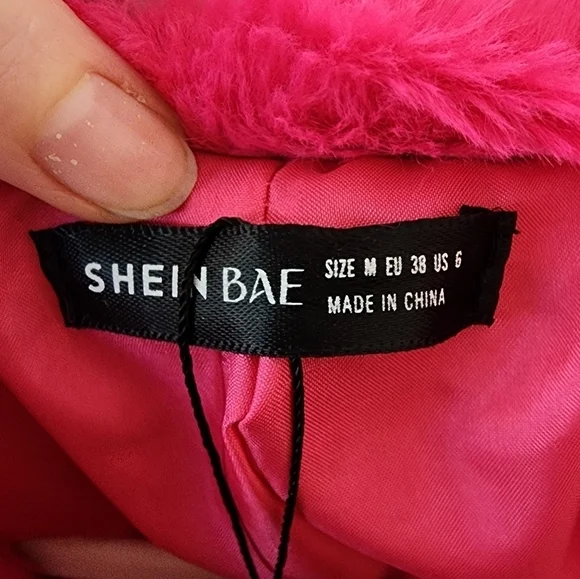 SHEIN BAE
SIZE M EU 38 US 6
MADE IN CHINA